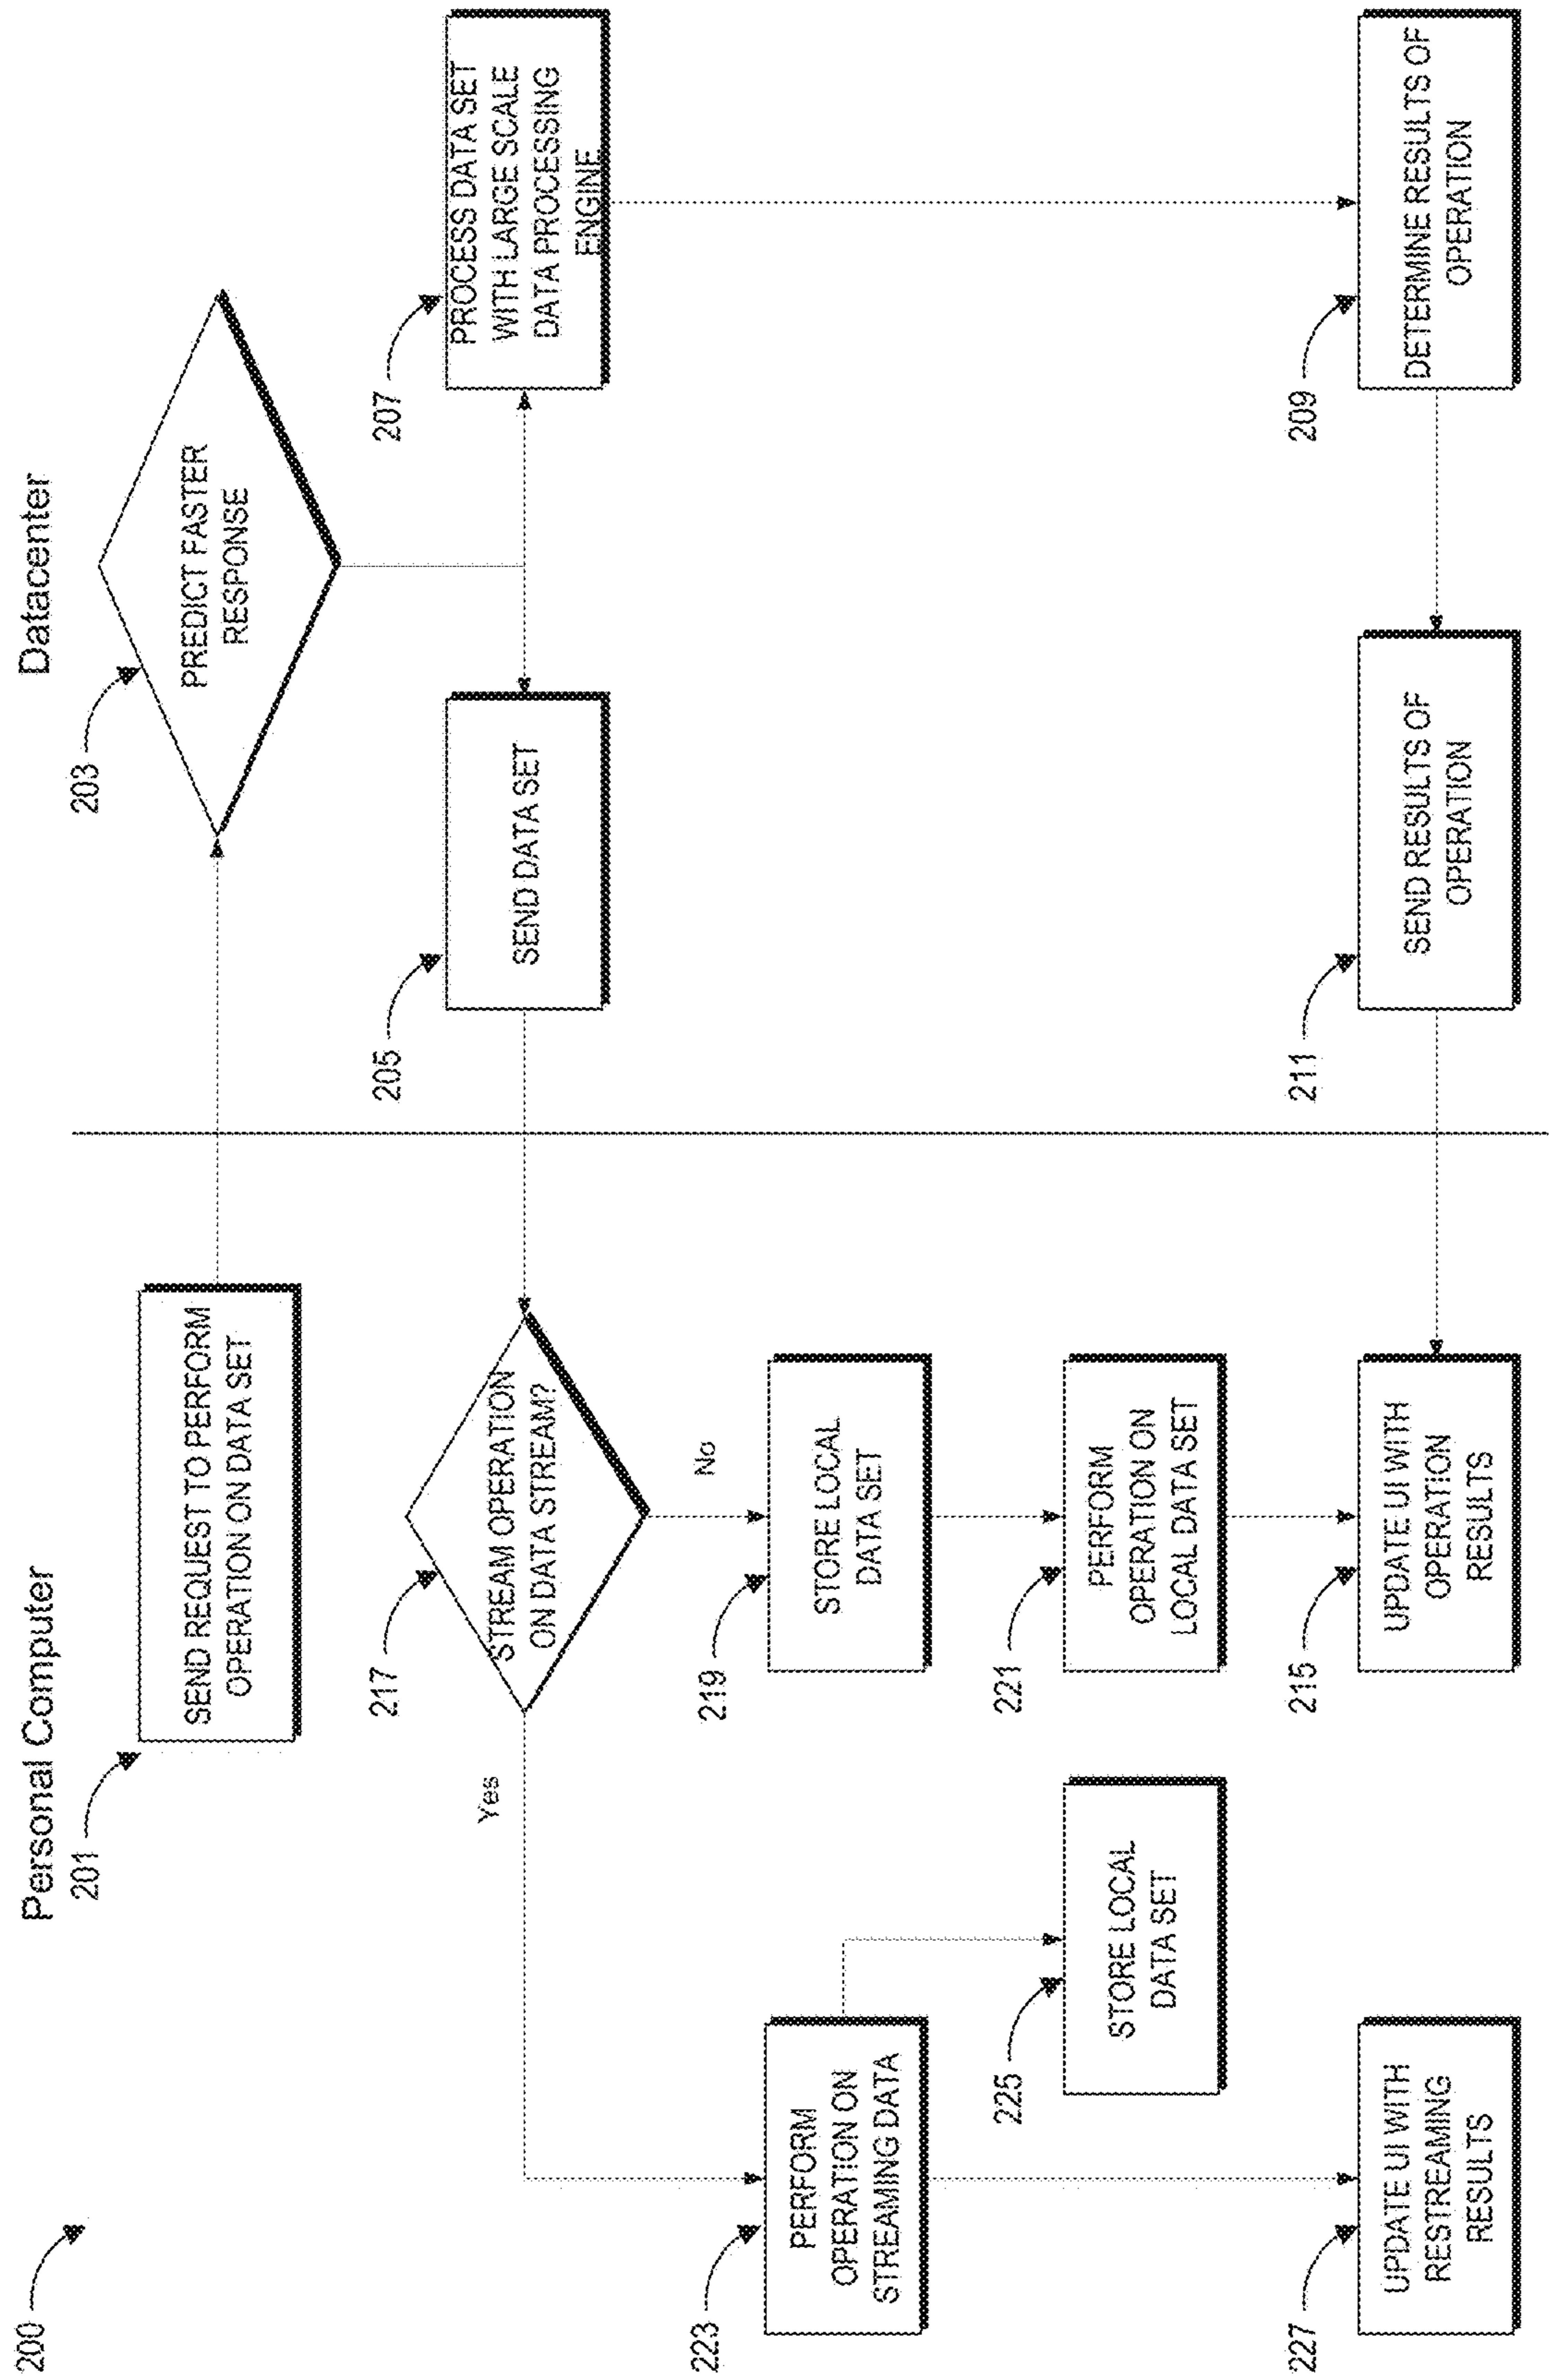 200
Personal Computer
Datacenter
201
SEND REQUEST TO PERFORM
OPERATION ON DATA SET
203
PREDICT FASTER
RESPONSE
217
STREAM OPERATION
ON DATA STREAM?
Yes
No
205
SEND DATA SET
207
PROCESS DATA SET
WITH LARGE SCALE
DATA PROCESSING
ENGINE
223
PERFORM
OPERATION ON
STREAMING DATA
219
STORE LOCAL
DATA SET
225
STORE LOCAL
DATA SET
221
PERFORM
OPERATION ON
LOCAL DATA SET
227
UPDATE UI WITH
RESTREAMING
RESULTS
215
UPDATE UI WITH
OPERATION
RESULTS
211
SEND RESULTS OF
OPERATION
209
DETERMINE RESULTS OF
OPERATION